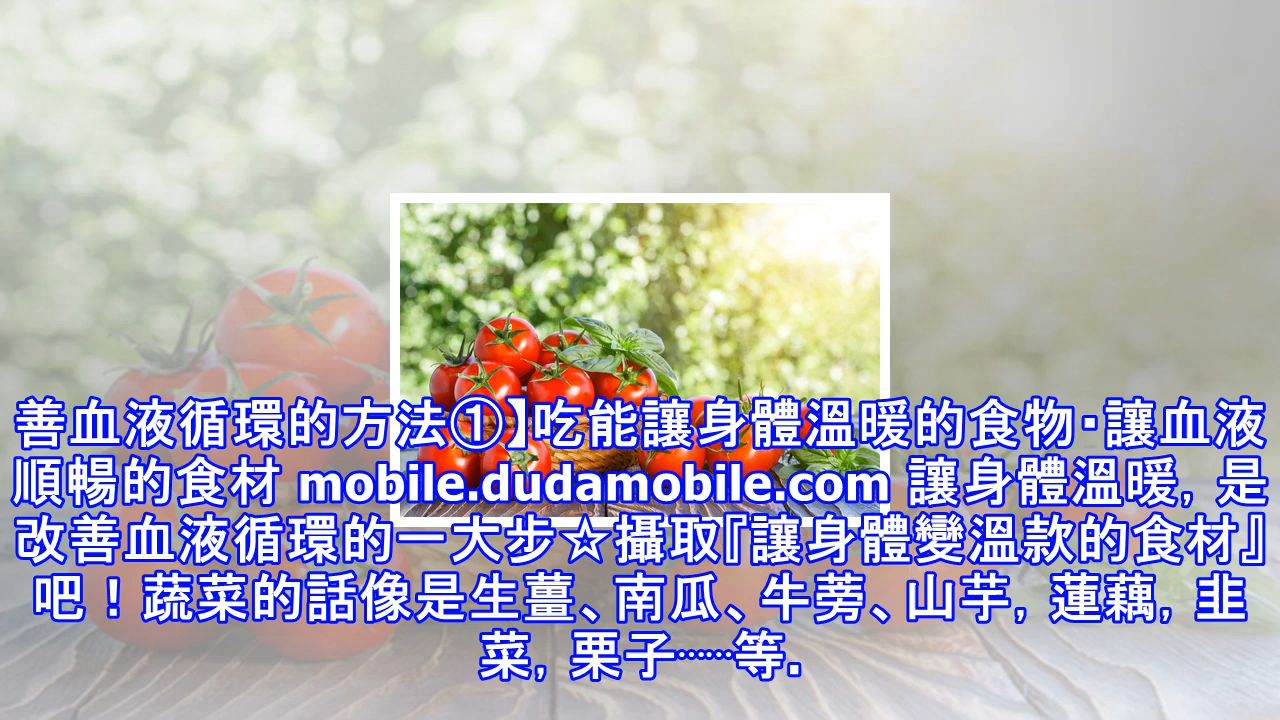 善血液循環的方法①】吃能讓身體溫暖的食物･讓血液
順暢的食材 mobile.dudamobile.com 讓身體溫暖, 是
改善血液循環的一大步☆攝取『讓身體變溫款的食材』
吧！蔬菜的話像是生薑、南瓜、牛蒡、山芋, 蓮藕, 韭
菜, 栗子……等.